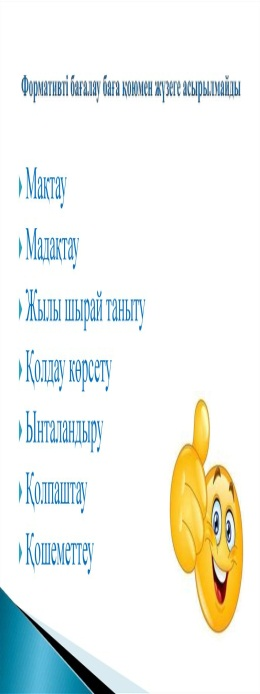 Формативті бағалау баға қоюмен жүзеге асырылмайды
Мақтау
Мадақтау
Жылы шырай таныту
Қолдау көрсету
Ынталандыру
Қолпаштау
Қошеметтеу